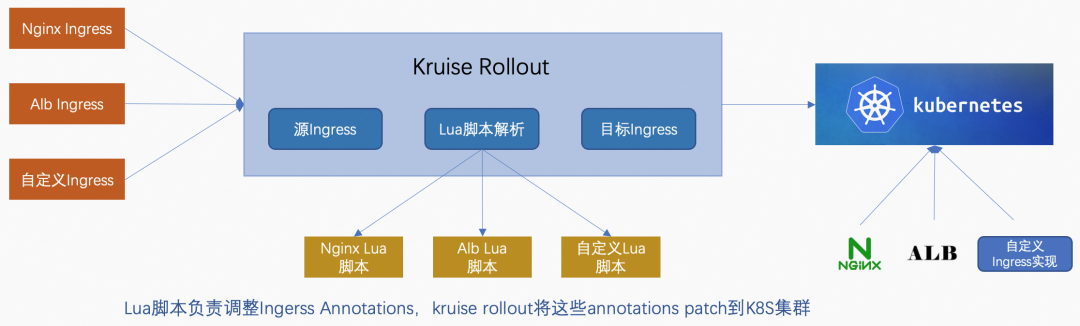 Nginx Ingress
Alb Ingress
自定义Ingress
Kruise Rollout
源Ingress
Lua脚本解析
目标Ingress
Nginx Lua
脚本
Alb Lua
脚本
自定义Lua
脚本
kubernetes
NGINX
ALB
自定义
Ingress实现
Lua脚本负责调整Ingerss Annotations，kruise rollout将这些annotations patch到K8S集群